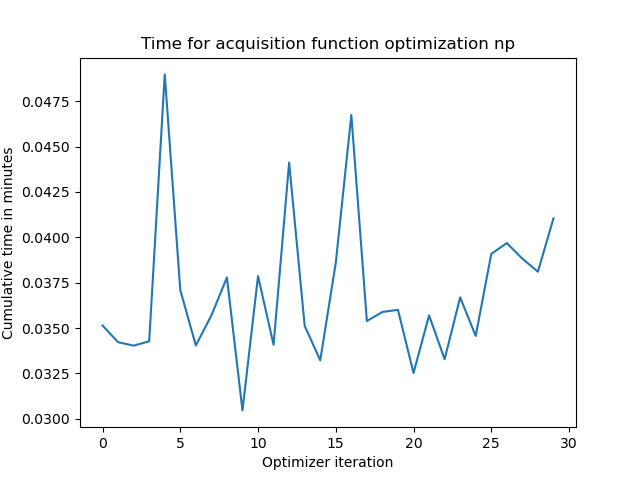 Time for acquisition function optimization np
Cumulative time in minutes
0.0475
0.0450
0.0425
0.0400
0.0375
0.0350
0.0325
0.0300
0 5 10 15 20 25 30
Optimizer iteration